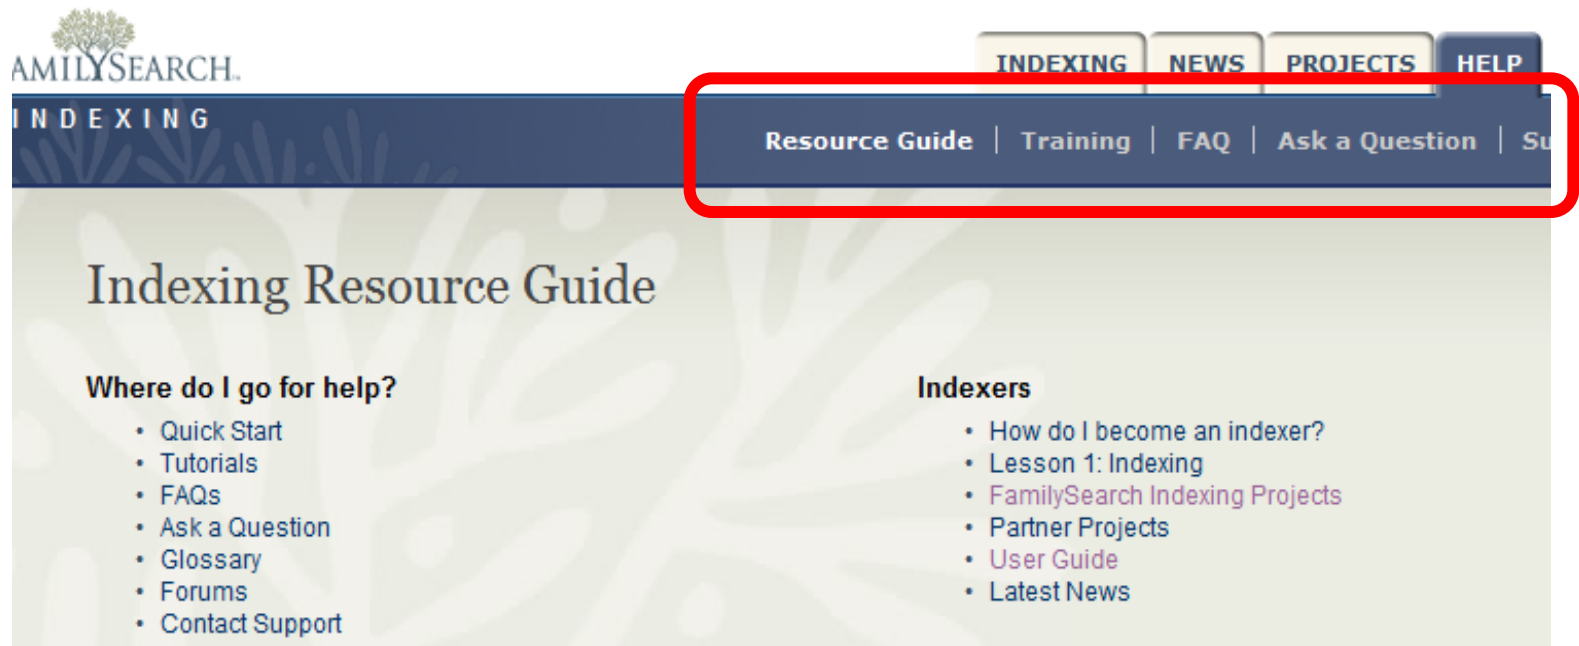 AMILYSEARCH
INDEXING NEWS PROJECTS HELP
INDEXING
Resource Guide | Training | FAQ | Ask a Question | Su
Indexing Resource Guide
Where do I go for help?
• Quick Start
• Tutorials
• FAQs
• Ask a Question
• Glossary
• Forums
• Contact Support
Indexers
• How do I become an indexer?
• Lesson 1: Indexing
• FamilySearch Indexing Projects
• Partner Projects
• User Guide
• Latest News